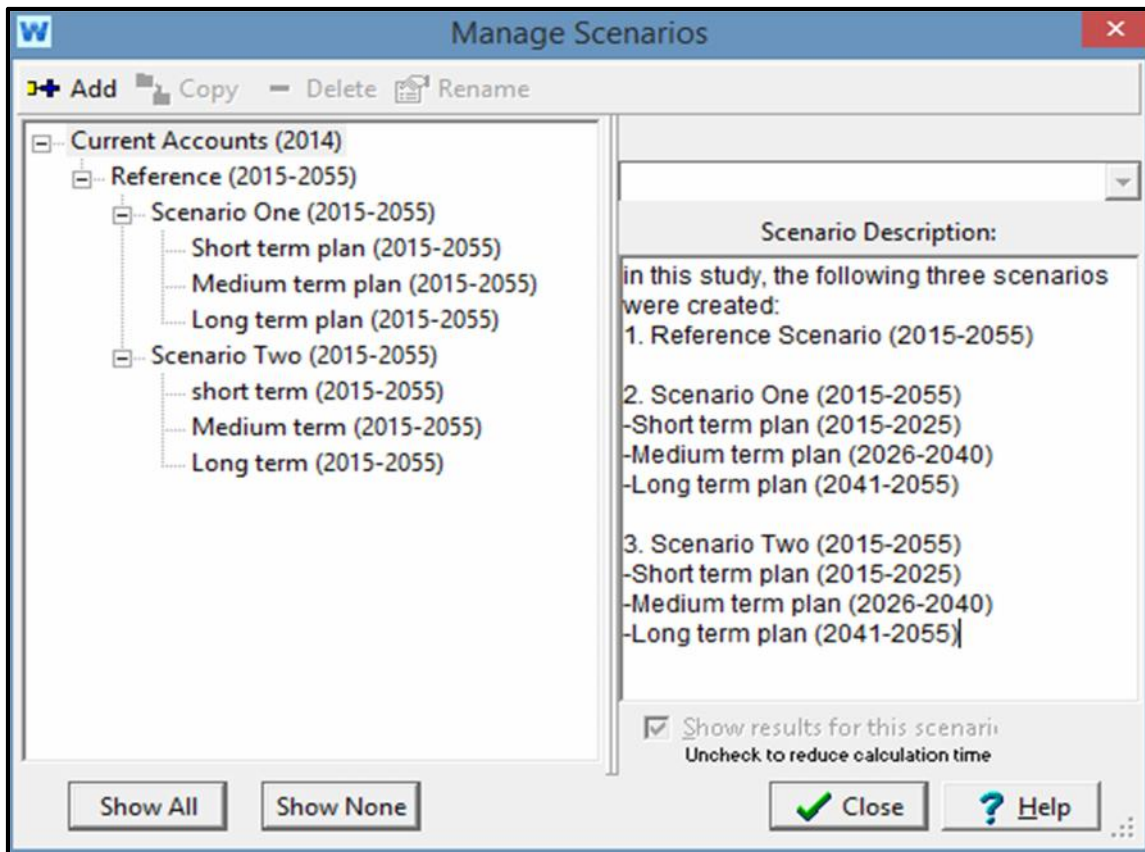 W Manage Scenarios
Add Copy Delete Rename
Current Accounts (2014)
Reference (2015-2055)
Scenario One (2015-2055)
Short term plan (2015-2055)
Medium term plan (2015-2055)
Long term plan (2015-2055)
Scenario Two (2015-2055)
short term (2015-2055)
Medium term (2015-2055)
Long term (2015-2055)
Scenario Description:
in this study, the following three scenarios
were created:
1. Reference Scenario (2015-2055)
2. Scenario One (2015-2055)
-Short term plan (2015-2025)
-Medium term plan (2026-2040)
-Long term plan (2041-2055)
3. Scenario Two (2015-2055)
-Short term plan (2015-2025)
-Medium term plan (2026-2040)
-Long term plan (2041-2055)
Show results for this scenari
Uncheck to reduce calculation time
Show All Show None Close ? Help